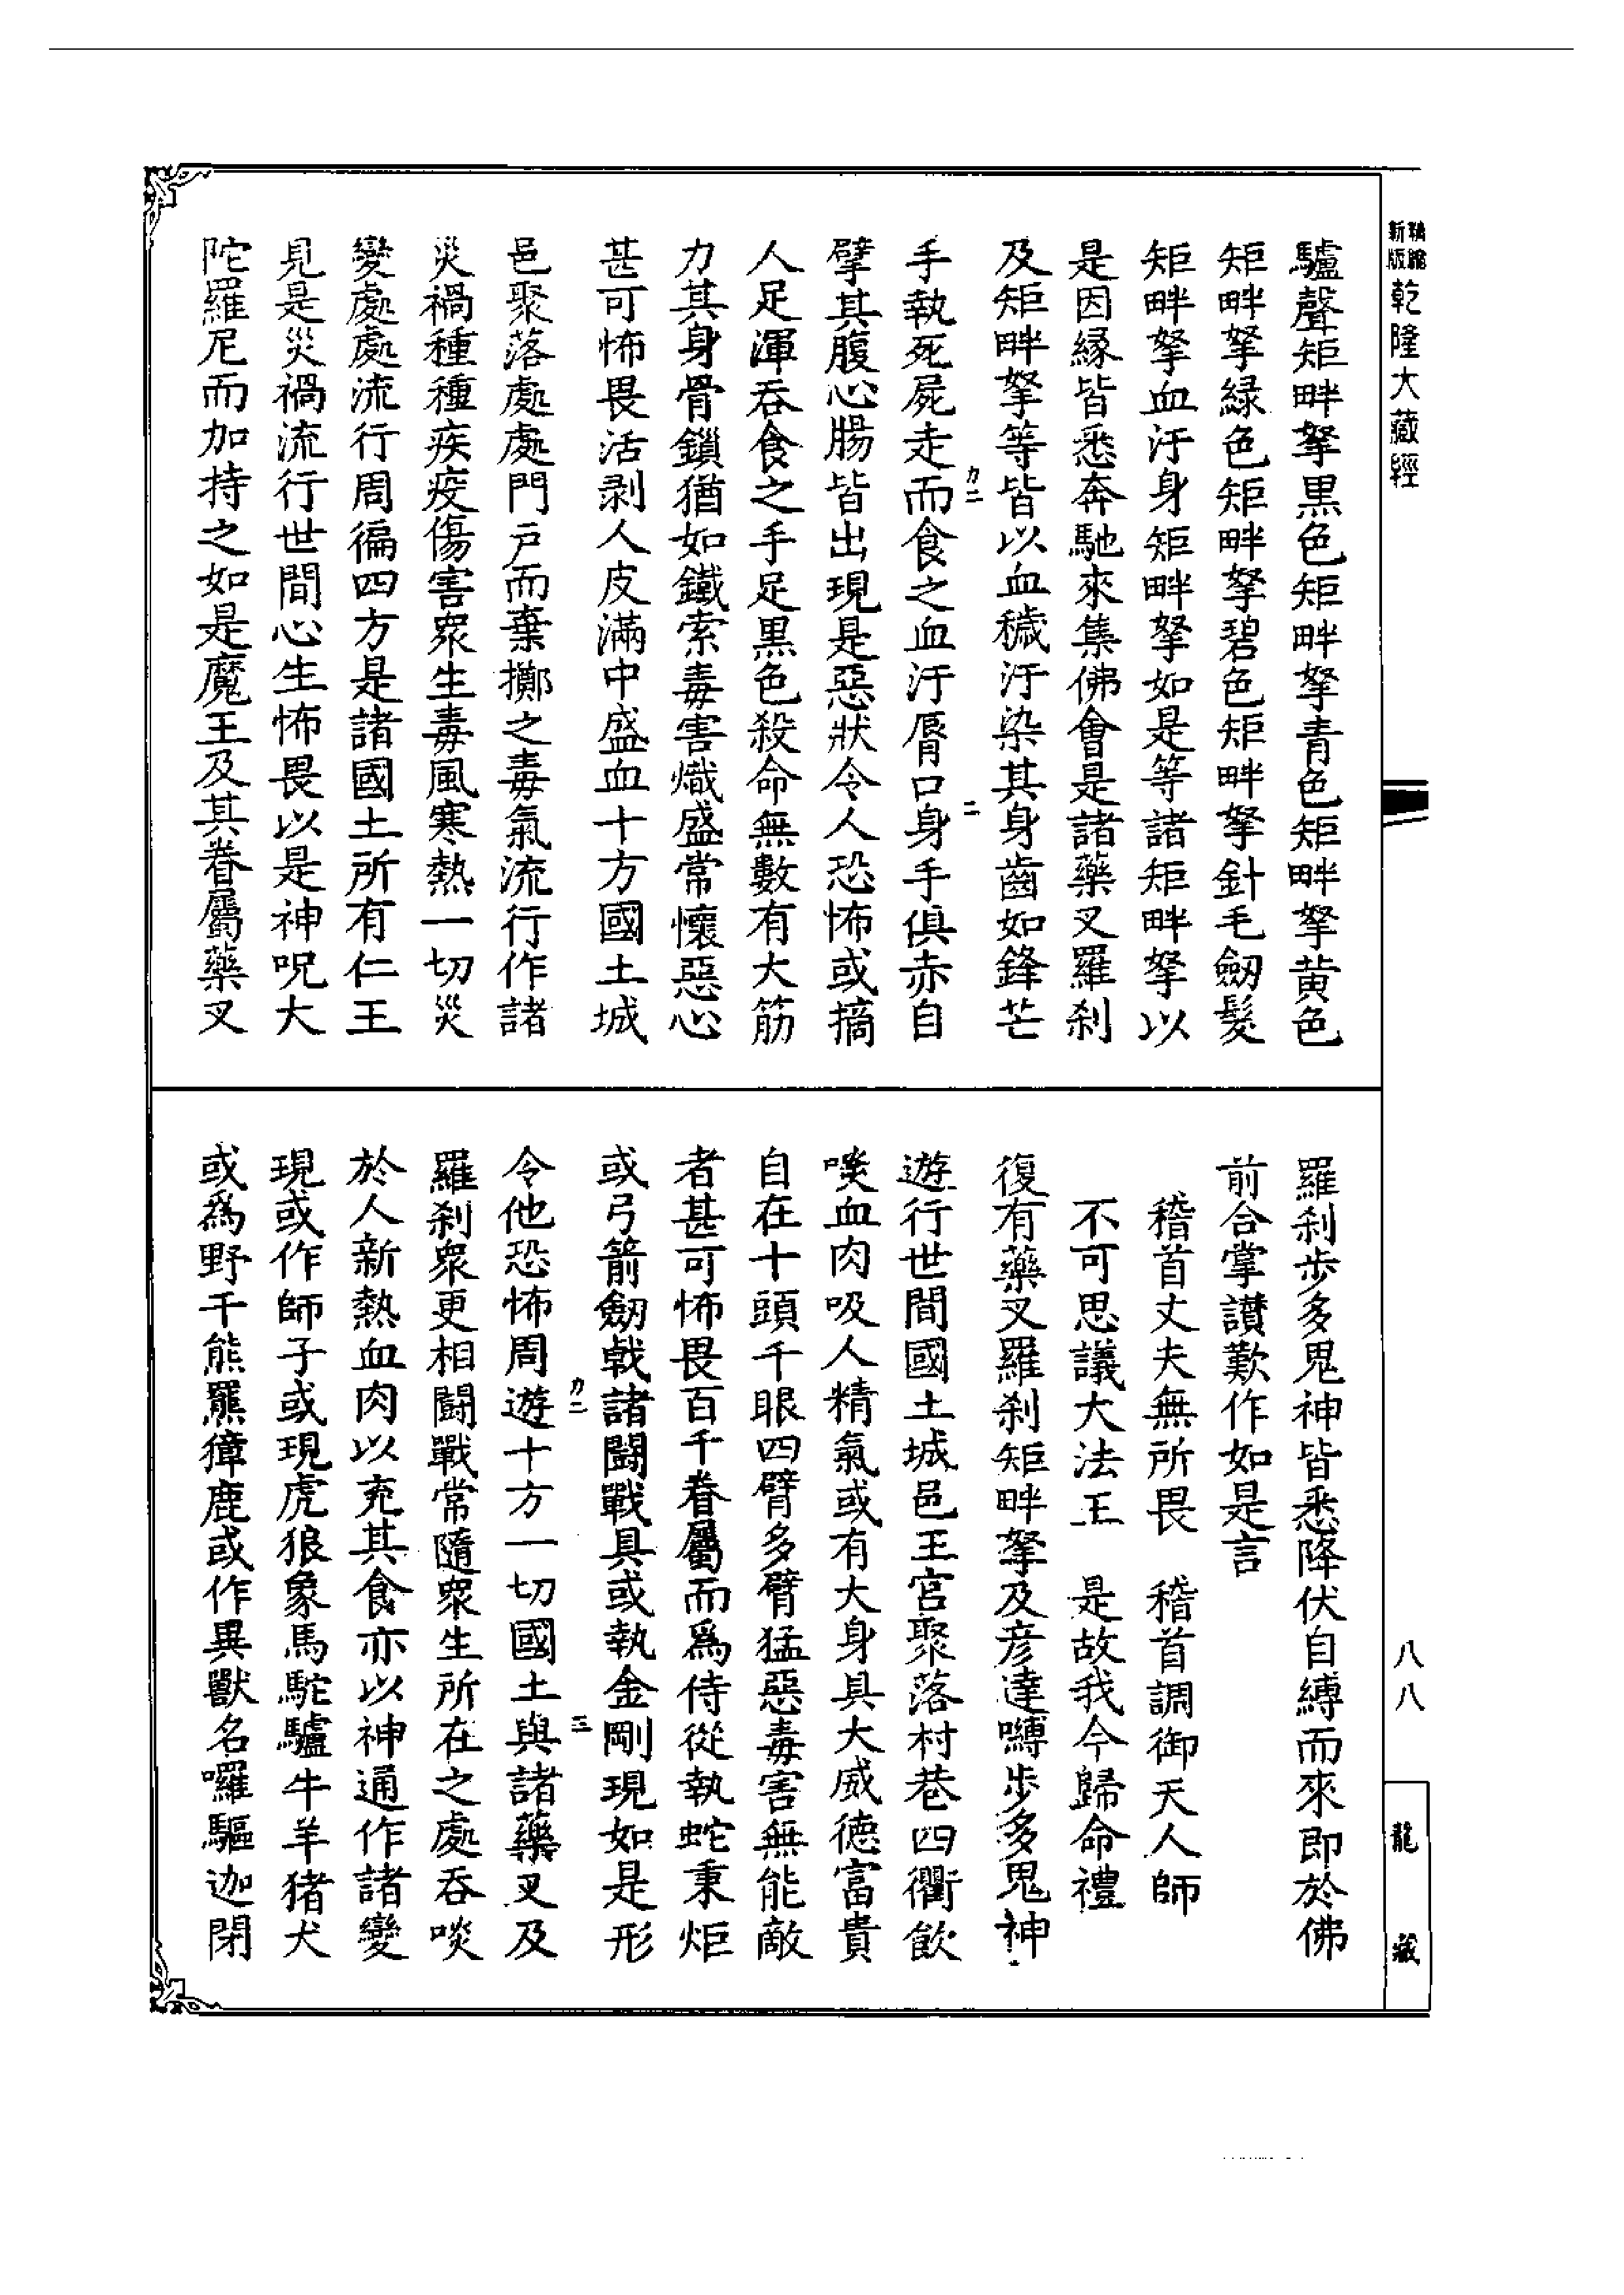 新版
乾隆大藏經
八八
龍藏
驢聲矩畔拏黑色矩畔拏青色矩畔拏黃色
矩畔拏緑色矩畔拏碧色矩畔拏針毛劒髮
矩畔拏血汙身矩畔拏如是等諸矩畔拏以
是因縁皆悉奔馳來集佛會是諸藥叉羅刹
及矩畔拏等皆以血穢汙染其身齒如鋒芒
手執死屍走而食之血汙脣口身手俱赤自
擘其腹心腸皆出現是惡狀令人恐怖或摘
人足渾吞食之手足黑色殺命無數有大筋
力其身骨鎖猶如鐵索毒害熾盛常懷惡心
甚可怖畏活剥人皮滿中盛血十方國土城
邑聚落處處門戸而棄擲之毒氣流行作諸
災禍種種疾疫傷害眾生毒風寒熱一切災
變處處流行周徧四方是諸國土所有仁王
見是災禍流行世間心生怖畏以是神呪大
陀羅尼而加持之如是魔王及其眷屬藥叉
力二
二
羅刹步多鬼神皆悉降伏自縛而來即於佛
前合掌讃歎作如是言
稽首丈夫無所畏　稽首調御天人師
不可思議大法王　是故我今歸命禮
復有藥叉羅刹矩畔拏及彦達嚩步多鬼神
遊行世間國土城邑王宮聚落村巷四衢飲
啖血肉吸人精氣或有大身具大威德富貴
自在十頭千眼四臂多臂猛惡毒害無能敵
者甚可怖畏百千眷屬而爲侍從執蛇秉炬
或弓箭劒戟諸鬪戰具或執金剛現如是形
令他恐怖周遊十方一切國土與諸藥叉及
羅刹眾更相鬪戰常隨眾生所在之處吞啖
於人新熱血肉以充其食亦以神通作諸變
現或作師子或現虎狼象馬駝驢牛羊猪犬
或爲野干熊羆獐鹿或作異獸名囉驅迦閉
力二
三